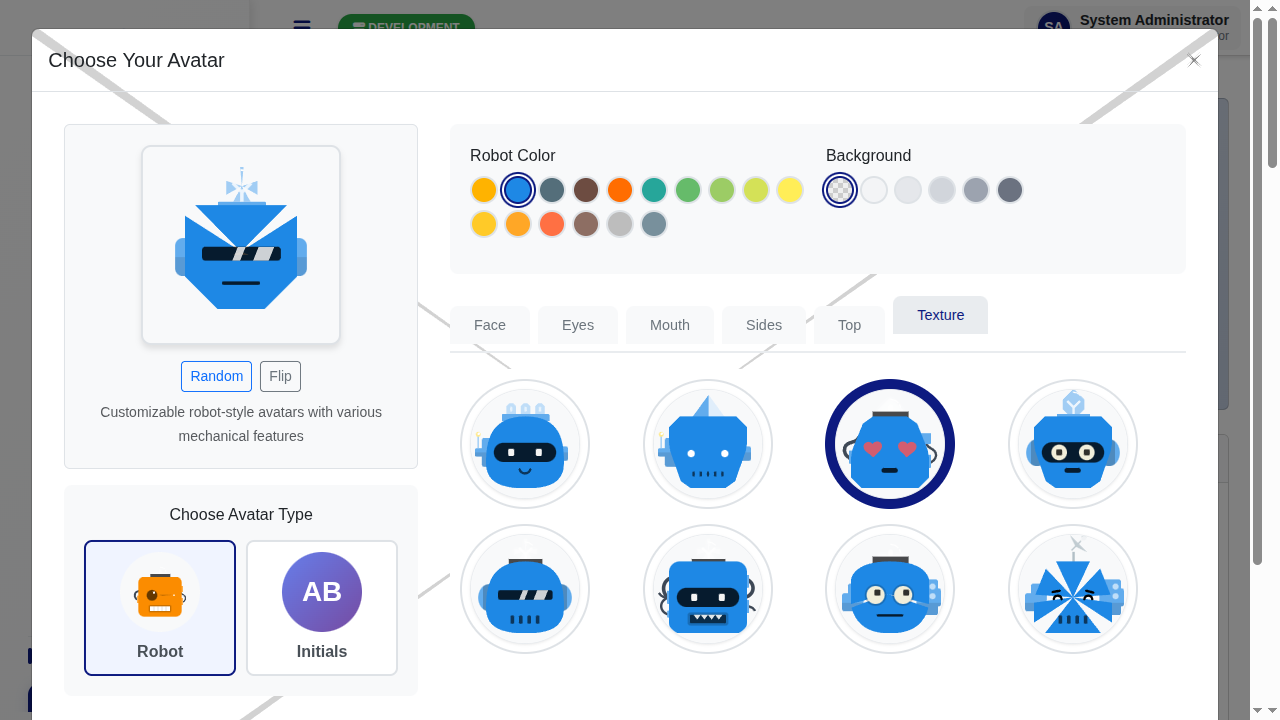 DEVELOPMENT
SA
System Administrator
Choose Your Avatar
Random
Flip
Customizable robot-style avatars with various
mechanical features
Choose Avatar Type
Robot
AB
Initials
Robot Color
Background
Face
Eyes
Mouth
Sides
Top
Texture